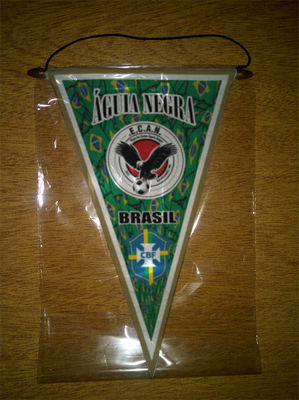 ÁGUIA NEGRA
E.C.A.N
BRASIL
CBF